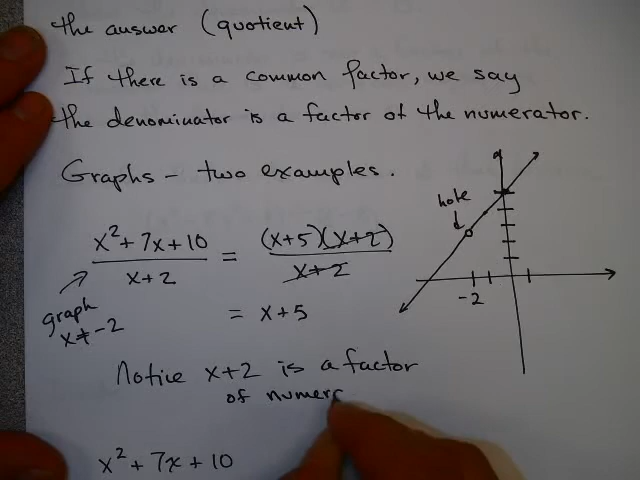 the answer (quotient)
If there is a common factor, we say
the denominator is a factor of the numerator.
Graphs – two examples.
x² + 7x + 10 / x + 2 = (x+5)(x+2) / x+2
= x + 5
graph
x ≠ -2
hole
-2
Notice x+2 is a factor
of numer
x² + 7x + 10